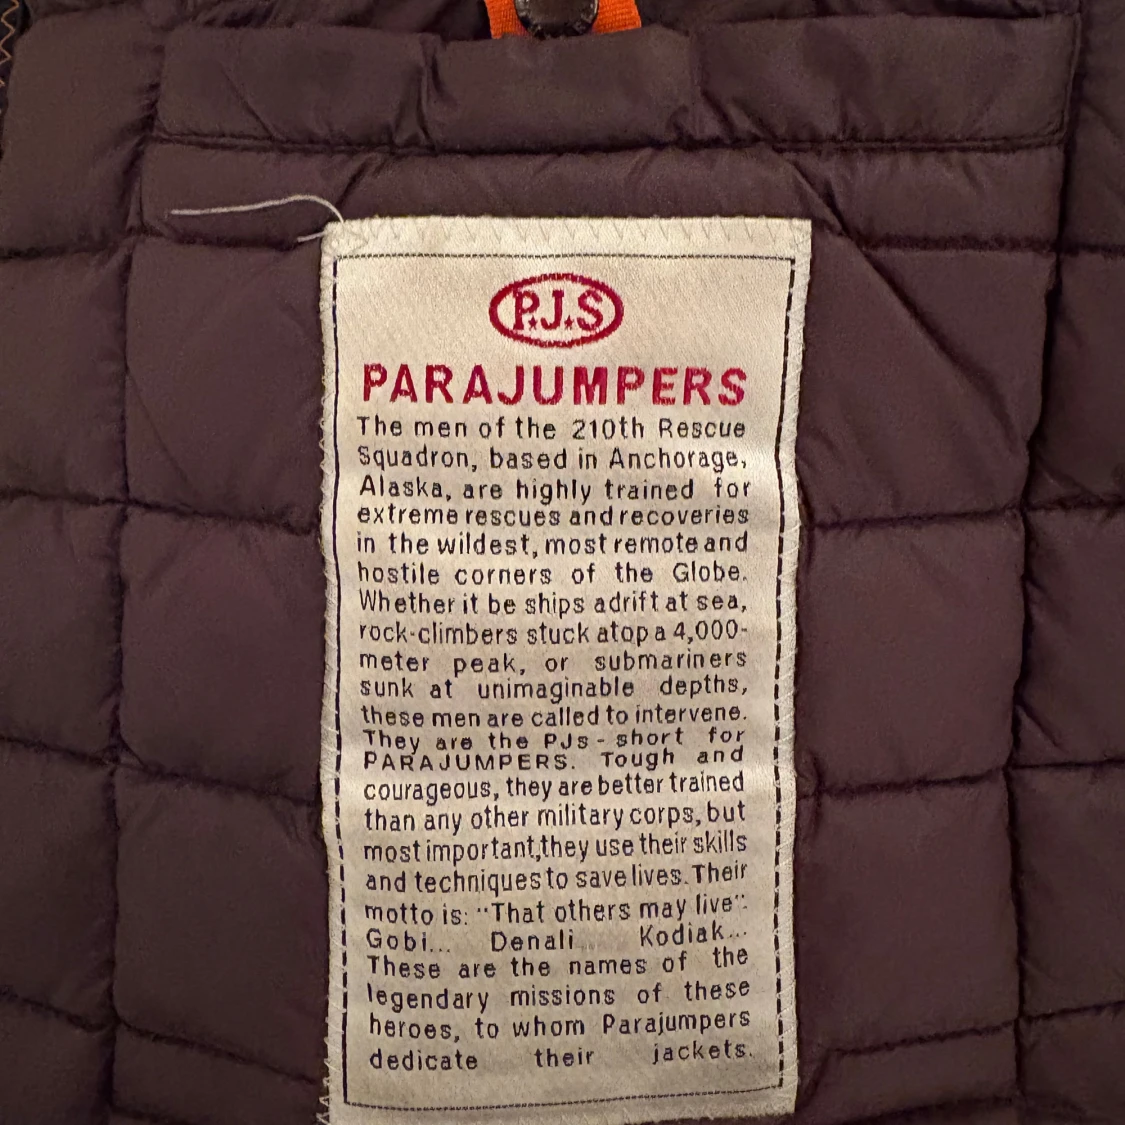 P.J.S
PARAJUMPERS
The men of the 210th Rescue
Squadron, based in Anchorage,
Alaska, are highly trained for
extreme rescues and recoveries
in the wildest, most remote and
hostile corners of the Globe.
Whether it be ships adrift at sea,
rock-climbers stuck atop a 4,000-
meter peak, or submariners
sunk at unimaginable depths,
these men are called to intervene.
They are the PJs - short for
PARAJUMPERS. Tough and
courageous, they are better trained
than any other military corps, but
most important,they use their skills
and techniques to save lives. Their
motto is: "That others may live".
Gobi... Denali... Kodiak...
These are the names of the
legendary missions of these
heroes, to whom Parajumpers
dedicate their jackets.